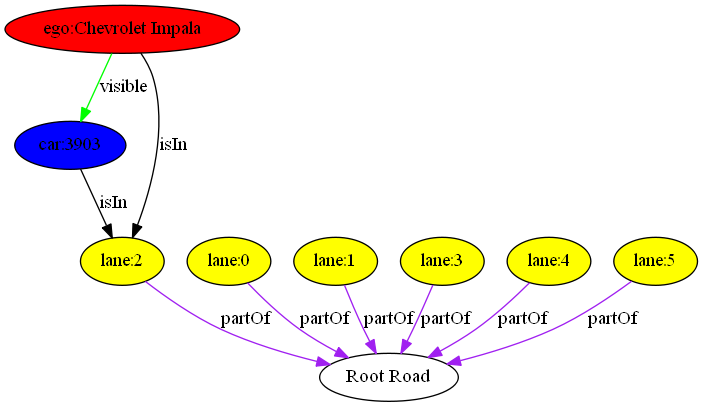 ego:Chevrolet Impala
visible
car:3903
isIn
isIn
lane:2
lane:0
lane:1
lane:3
lane:4
lane:5
partOf
partOf
partOf
partOf
partOf
partOf
Root Road